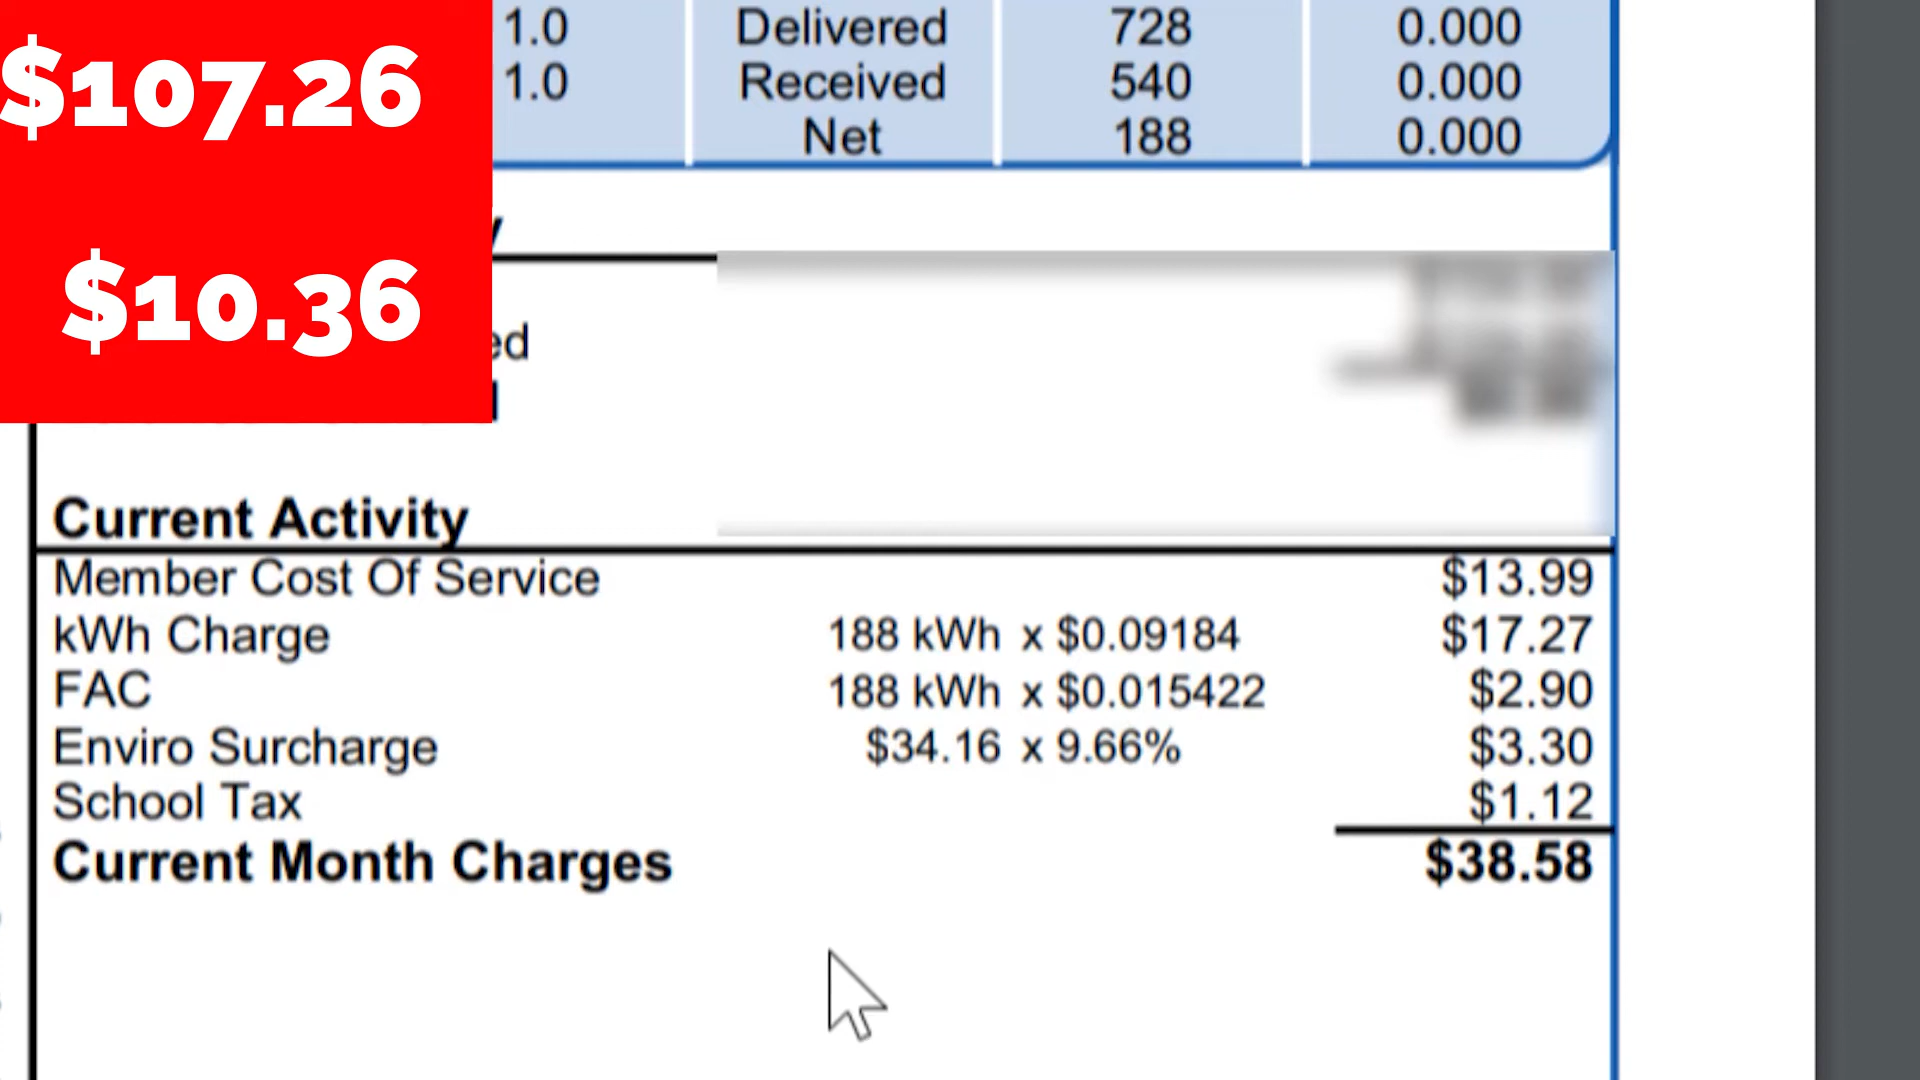 $107.26
$10.36
1.0 Delivered 728 0.000
1.0 Received 540 0.000
Net 188 0.000
ed
Current Activity
Member Cost Of Service $13.99
kWh Charge 188 kWh x $0.09184 $17.27
FAC 188 kWh x $0.015422 $2.90
Enviro Surcharge $34.16 x 9.66% $3.30
School Tax $1.12
Current Month Charges $38.58